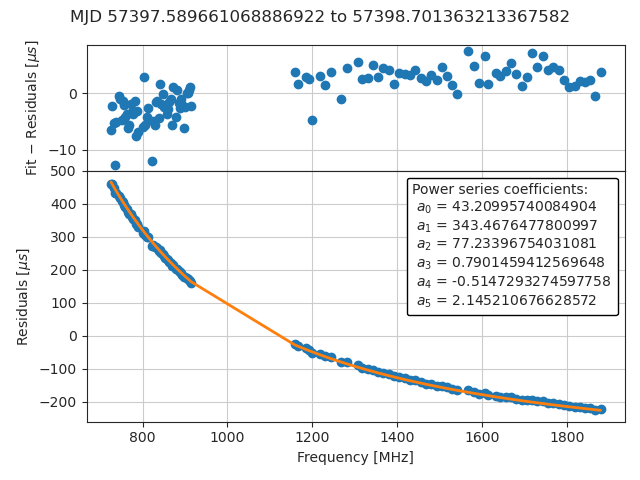 MJD 57397.589661068886922 to 57398.701363213367582
Fit − Residuals [μs]
0
−10
Residuals [μs]
500
400
300
200
100
0
−100
−200
Power series coefficients:
a0 = 43.20995740084904
a1 = 343.4676477800997
a2 = 77.23396754031081
a3 = 0.7901459412569648
a4 = -0.5147293274597758
a5 = 2.145210676628572
800
1000
1200
1400
1600
1800
Frequency [MHz]